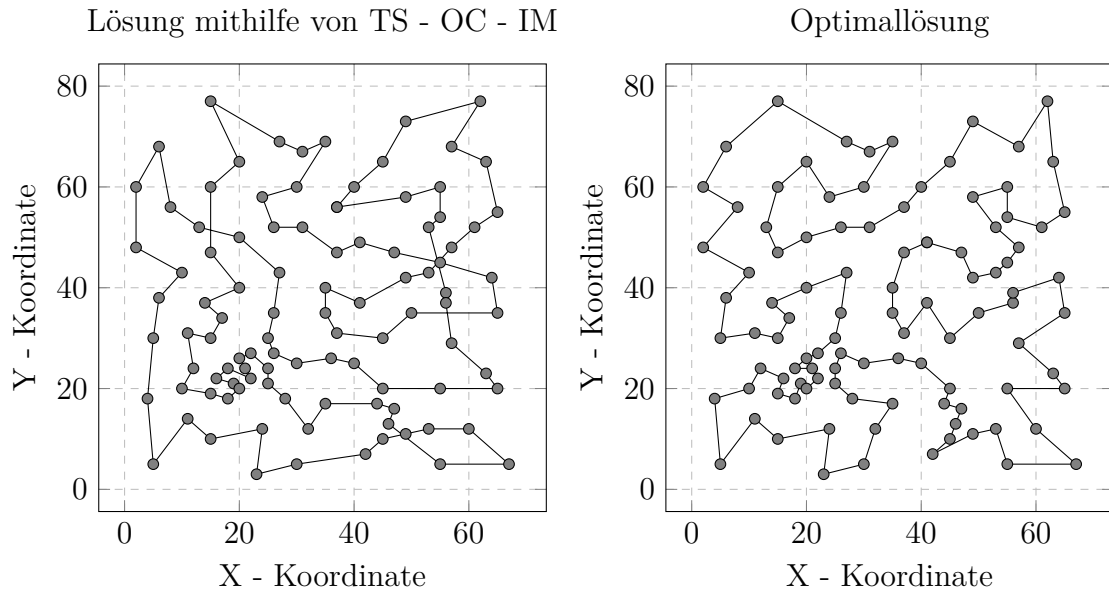 Lösung mithilfe von TS - OC - IM
80
60
40
20
0
Y - Koordinate
0 20 40 60
X - Koordinate
Optimallösung
80
60
40
20
0
Y - Koordinate
0 20 40 60
X - Koordinate